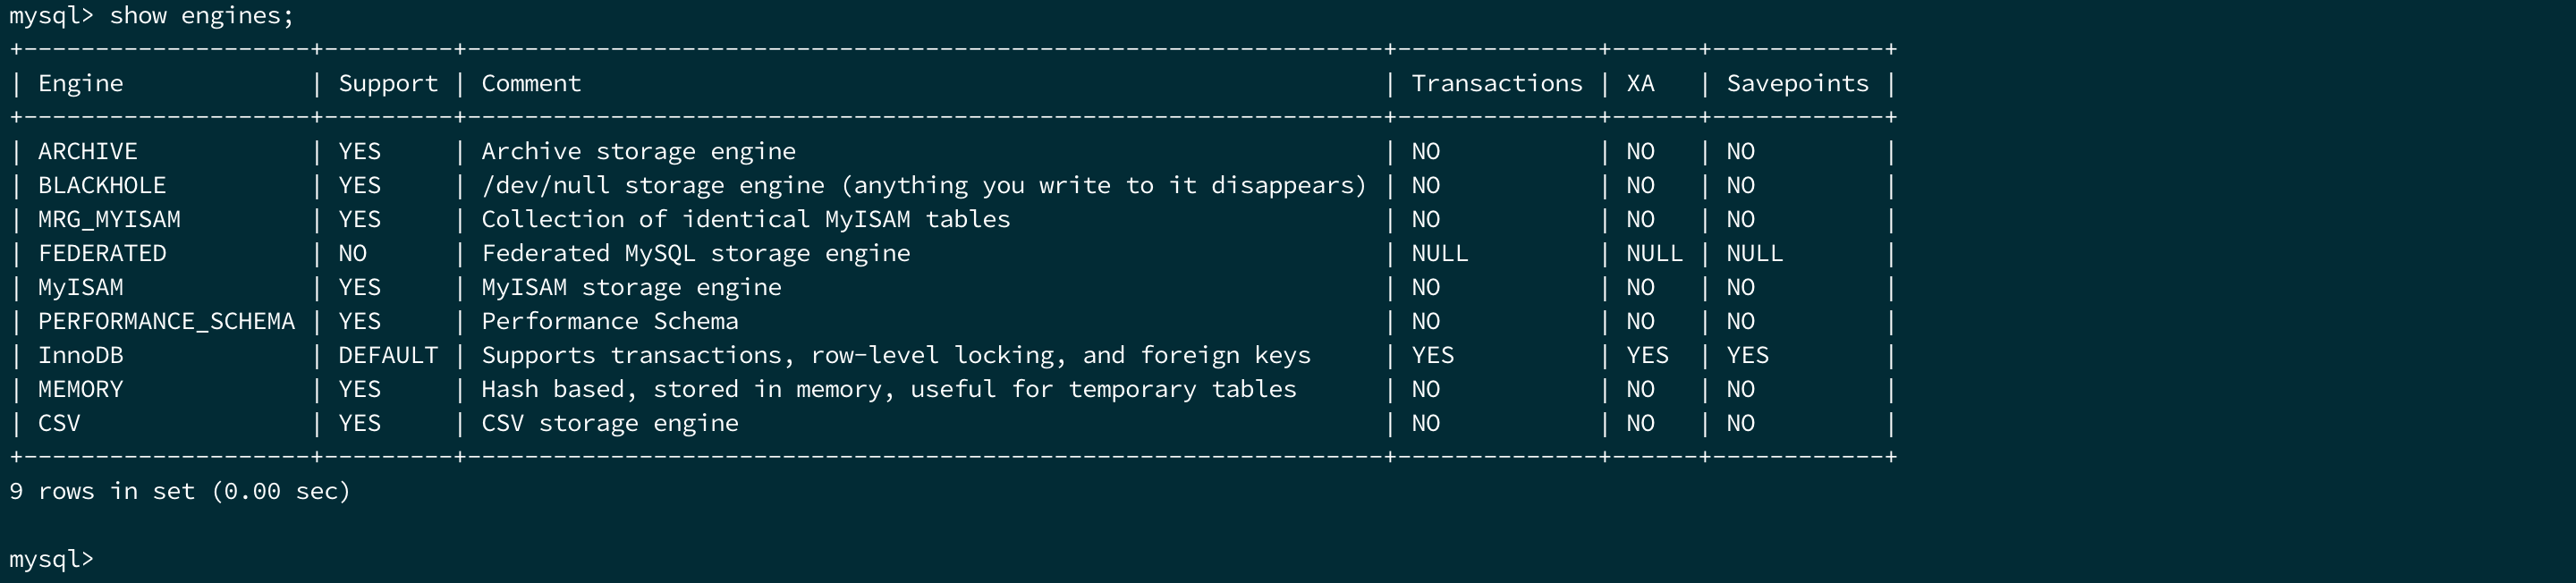 mysql> show engines;
+--------------------+---------+----------------------------------------------------------------+--------------+------+------------+
| Engine             | Support | Comment                                                        | Transactions | XA   | Savepoints |
+--------------------+---------+----------------------------------------------------------------+--------------+------+------------+
| ARCHIVE            | YES     | Archive storage engine                                         | NO           | NO   | NO         |
| BLACKHOLE          | YES     | /dev/null storage engine (anything you write to it disappears) | NO           | NO   | NO         |
| MRG_MYISAM         | YES     | Collection of identical MyISAM tables                          | NO           | NO   | NO         |
| FEDERATED          | NO      | Federated MySQL storage engine                                 | NULL         | NULL | NULL       |
| MyISAM             | YES     | MyISAM storage engine                                          | NO           | NO   | NO         |
| PERFORMANCE_SCHEMA | YES     | Performance Schema                                             | NO           | NO   | NO         |
| InnoDB             | DEFAULT | Supports transactions, row-level locking, and foreign keys     | YES          | YES  | YES        |
| MEMORY             | YES     | Hash based, stored in memory, useful for temporary tables      | NO           | NO   | NO         |
| CSV                | YES     | CSV storage engine                                             | NO           | NO   | NO         |
+--------------------+---------+----------------------------------------------------------------+--------------+------+------------+
9 rows in set (0.00 sec)

mysql>